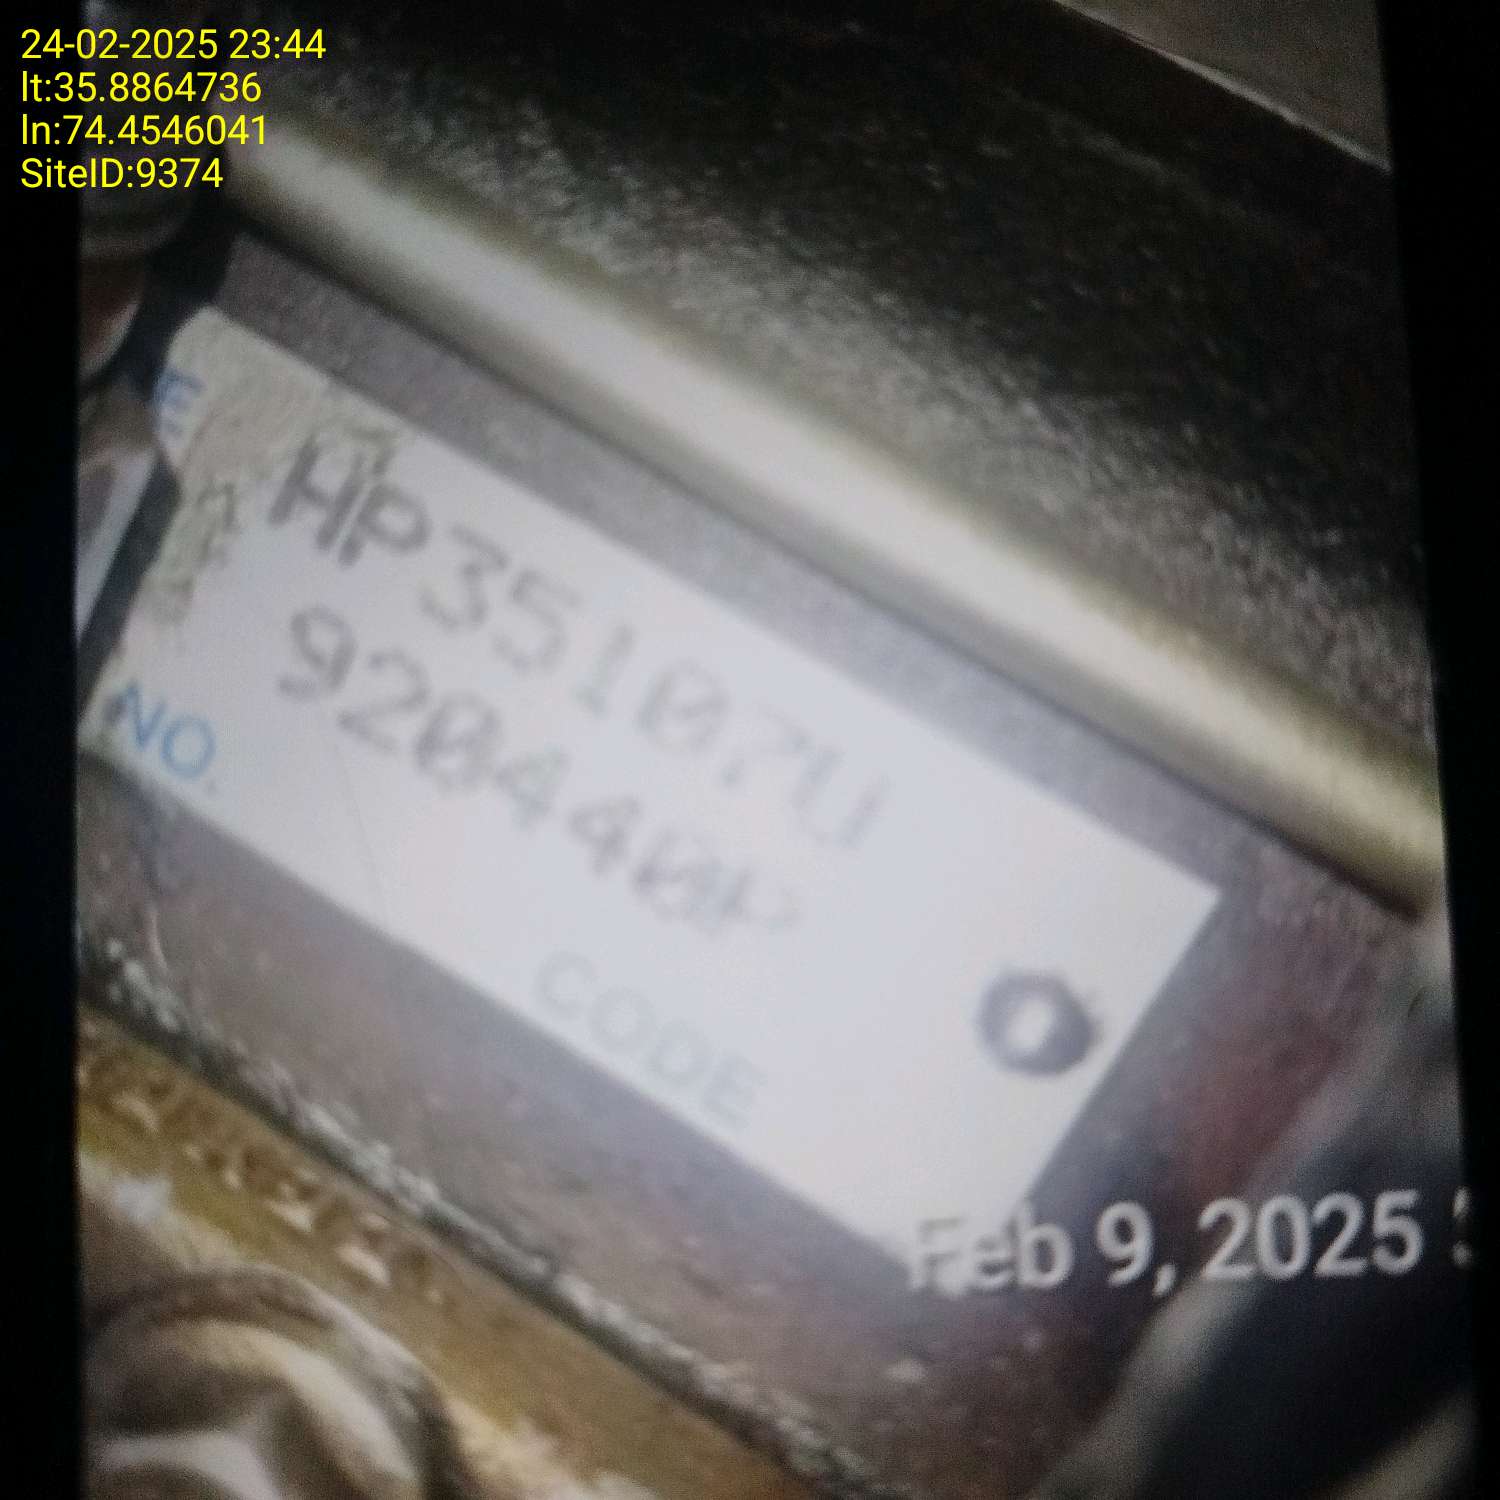 24-02-2025 23:44
lt:35.8864736
ln:74.4546041
SiteID:9374
E
HP35107U
920440P
NO.
CODE
Feb 9, 2025